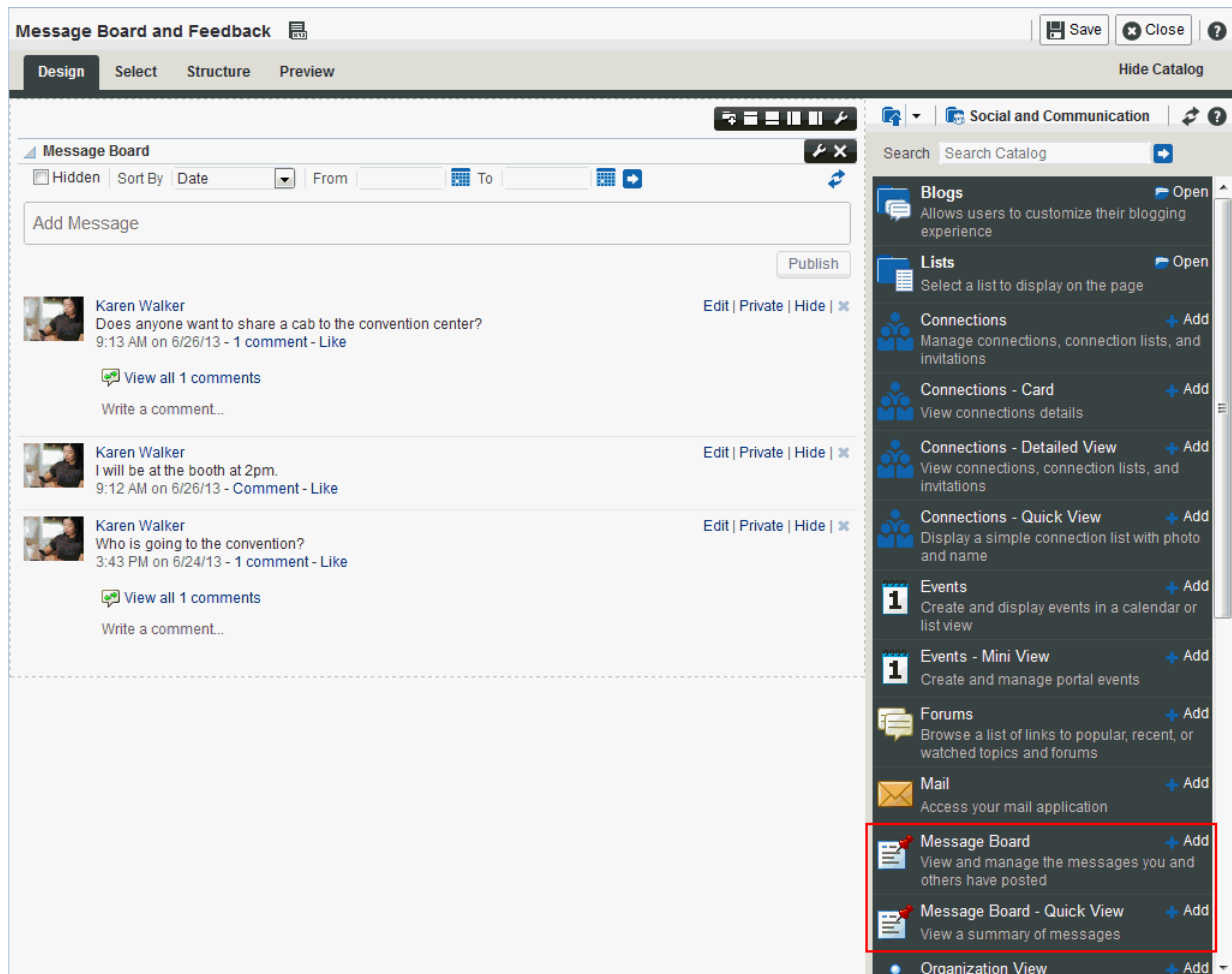 Message Board and Feedback
Save
Close
Design Select Structure Preview
Hide Catalog
Social and Communication
Message Board
Search Search Catalog
Hidden Sort By Date From To
Add Message
Publish
Karen Walker
Edit | Private | Hide |
Does anyone want to share a cab to the convention center?
9:13 AM on 6/26/13 - 1 comment - Like
View all 1 comments
Write a comment...
Karen Walker
Edit | Private | Hide |
I will be at the booth at 2pm.
9:12 AM on 6/26/13 - Comment - Like
Karen Walker
Edit | Private | Hide |
Who is going to the convention?
3:43 PM on 6/24/13 - 1 comment - Like
View all 1 comments
Write a comment...
Blogs Open
Allows users to customize their blogging
experience
Lists Open
Select a list to display on the page
Connections Add
Manage connections, connection lists, and
invitations
Connections - Card Add
View connections details
Connections - Detailed View Add
View connections, connection lists, and
invitations
Connections - Quick View Add
Display a simple connection list with photo
and name
1
Events Add
Create and display events in a calendar or
list view
1
Events - Mini View Add
Create and manage portal events
Forums Add
Browse a list of links to popular, recent, or
watched topics and forums
Mail Add
Access your mail application
Message Board Add
View and manage the messages you and
others have posted
Message Board - Quick View Add
View a summary of messages
Organization View Add